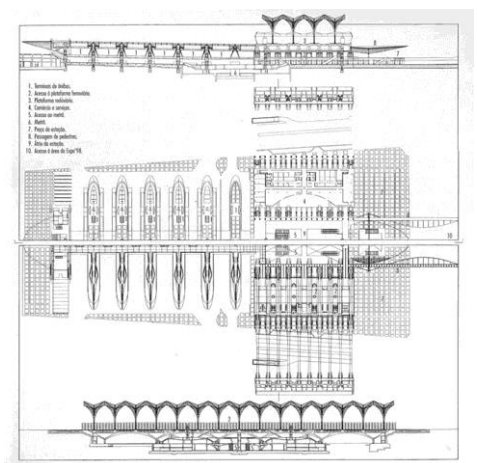 1. Terminais de ônibus.
2. Acesso à plataforma ferroviária.
3. Plataforma rodoviária.
4. Comércio e serviços.
5. Acesso ao metrô.
6. Metrô.
7. Praça da estação.
8. Passagem de pedestres.
9. Átrio da estação.
10. Acesso à área da Expo'98.
10
2